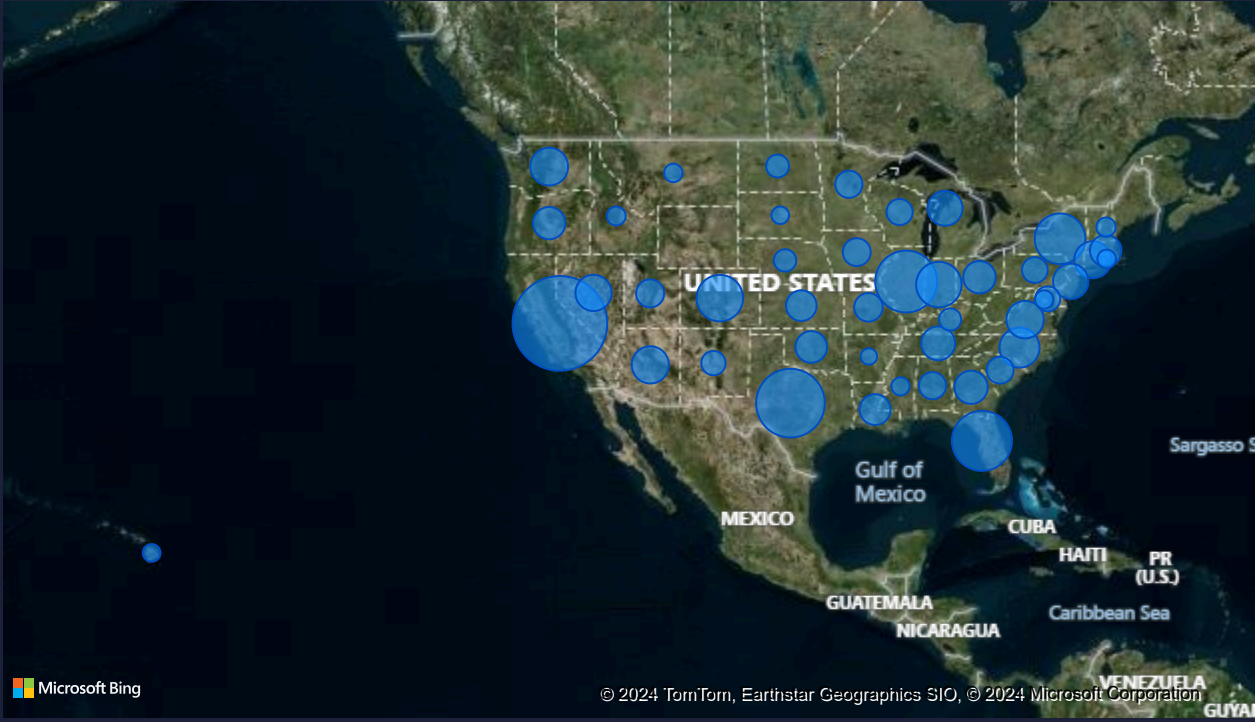 UNITED STATES
Sargasso S
Gulf of
Mexico
MEXICO
CUBA
HAITI
PR
(U.S.)
GUATEMALA
Caribbean Sea
NICARAGUA
VENEZUELA
Microsoft Bing
© 2024 TomTom, Earthstar Geographics SIO, © 2024 Microsoft Corporation
GUYA